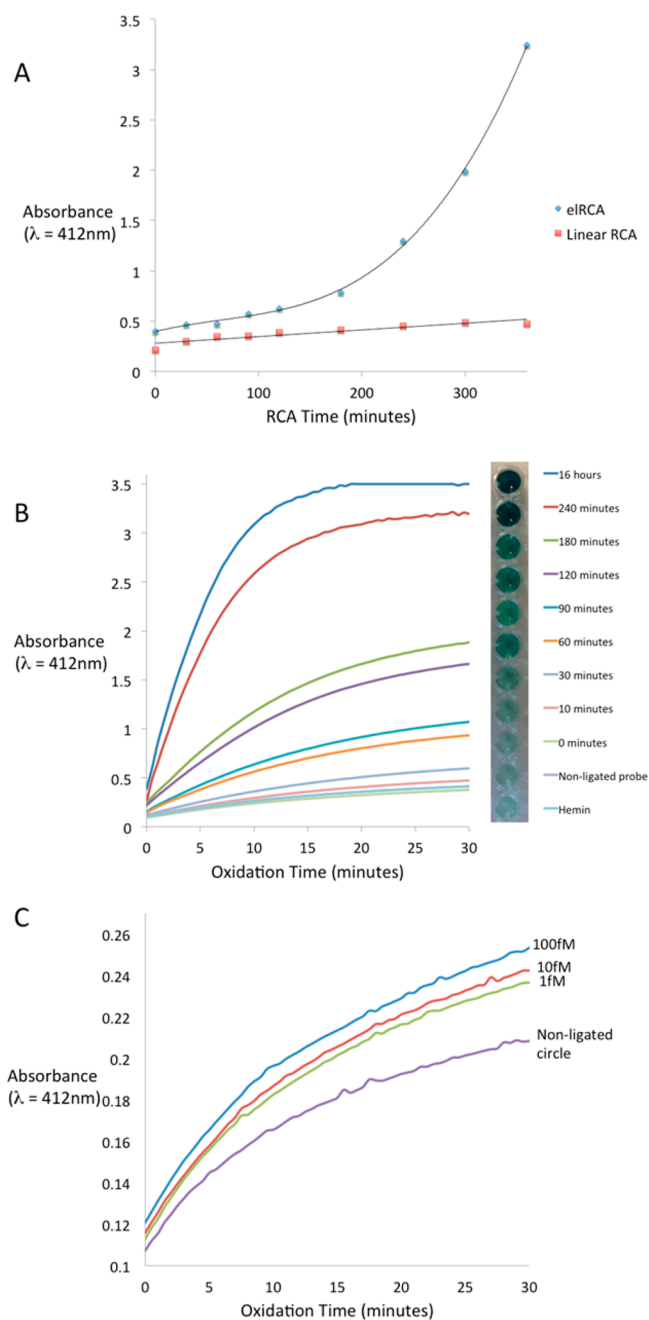 A
3.5
3
2.5
2
1.5
1
0.5
0
Absorbance
(λ = 412nm)
elRCA
Linear RCA
0
100
200
300
RCA Time (minutes)
B
3.5
3
2.5
2
1.5
1
0.5
0
Absorbance
(λ = 412nm)
16 hours
240 minutes
180 minutes
120 minutes
90 minutes
60 minutes
30 minutes
10 minutes
0 minutes
Non-ligated probe
Hemin
0
5
10
15
20
25
30
Oxidation Time (minutes)
C
0.26
0.24
0.22
0.2
0.18
0.16
0.14
0.12
0.1
Absorbance
(λ = 412nm)
100fM
10fM
1fM
Non-ligated
circle
0
5
10
15
20
25
30
Oxidation Time (minutes)